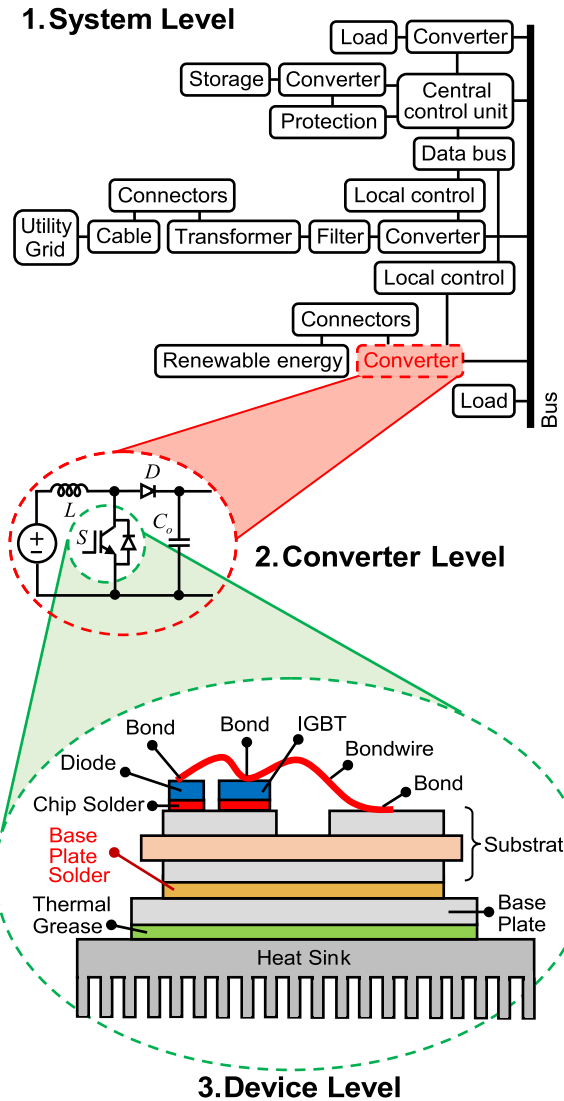 1. System Level
Load
Converter
Storage
Converter
Central
control unit
Protection
Data bus
Connectors
Local control
Utility
Grid
Cable
Transformer
Filter
Converter
Local control
Connectors
Renewable energy
Converter
Load
Bus
D
L
S
Co
2. Converter Level
Bond
Bond
IGBT
Diode
Bondwire
Chip Solder
Bond
Base
Plate
Solder
Substrat
Thermal
Grease
Base
Plate
Heat Sink
3. Device Level